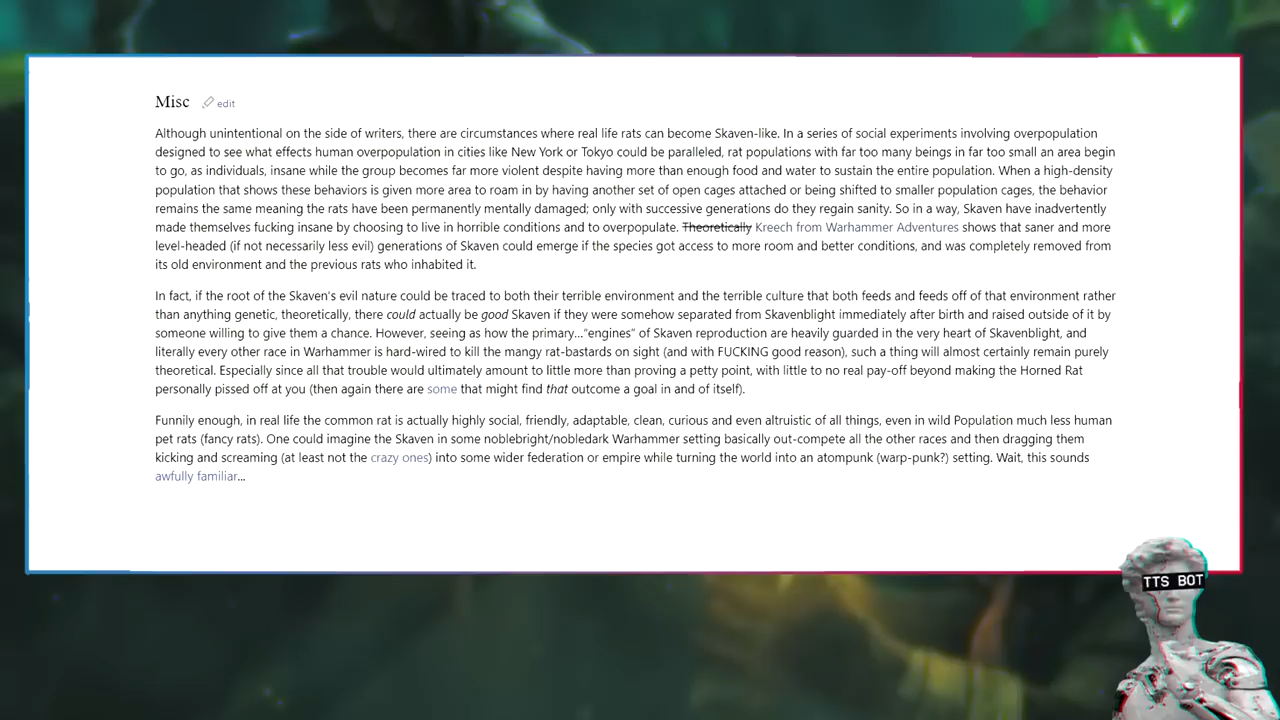 Misc edit
Although unintentional on the side of writers, there are circumstances where real life rats can become Skaven-like. In a series of social experiments involving overpopulation
designed to see what effects human overpopulation in cities like New York or Tokyo could be paralleled, rat populations with far too many beings in far too small an area begin
to go, as individuals, insane while the group becomes far more violent despite having more than enough food and water to sustain the entire population. When a high-density
population that shows these behaviors is given more area to roam in by having another set of open cages attached or being shifted to smaller population cages, the behavior
remains the same meaning the rats have been permanently mentally damaged; only with successive generations do they regain sanity. So in a way, Skaven have inadvertently
made themselves fucking insane by choosing to live in horrible conditions and to overpopulate. Theoretically Kreech from Warhammer Adventures shows that saner and more
level-headed (if not necessarily less evil) generations of Skaven could emerge if the species got access to more room and better conditions, and was completely removed from
its old environment and the previous rats who inhabited it.
In fact, if the root of the Skaven's evil nature could be traced to both their terrible environment and the terrible culture that both feeds and feeds off of that environment rather
than anything genetic, theoretically, there could actually be good Skaven if they were somehow separated from Skavenblight immediately after birth and raised outside of it by
someone willing to give them a chance. However, seeing as how the primary..."engines" of Skaven reproduction are heavily guarded in the very heart of Skavenblight, and
literally every other race in Warhammer is hard-wired to kill the mangy rat-bastards on sight (and with FUCKING good reason), such a thing will almost certainly remain purely
theoretical. Especially since all that trouble would ultimately amount to little more than proving a petty point, with little to no real pay-off beyond making the Horned Rat
personally pissed off at you (then again there are some that might find that outcome a goal in and of itself).
Funnily enough, in real life the common rat is actually highly social, friendly, adaptable, clean, curious and even altruistic of all things, even in wild Population much less human
pet rats (fancy rats). One could imagine the Skaven in some noblebright/nobledark Warhammer setting basically out-compete all the other races and then dragging them
kicking and screaming (at least not the crazy ones) into some wider federation or empire while turning the world into an atompunk (warp-punk?) setting. Wait, this sounds
awfully familiar...
TTS BOT